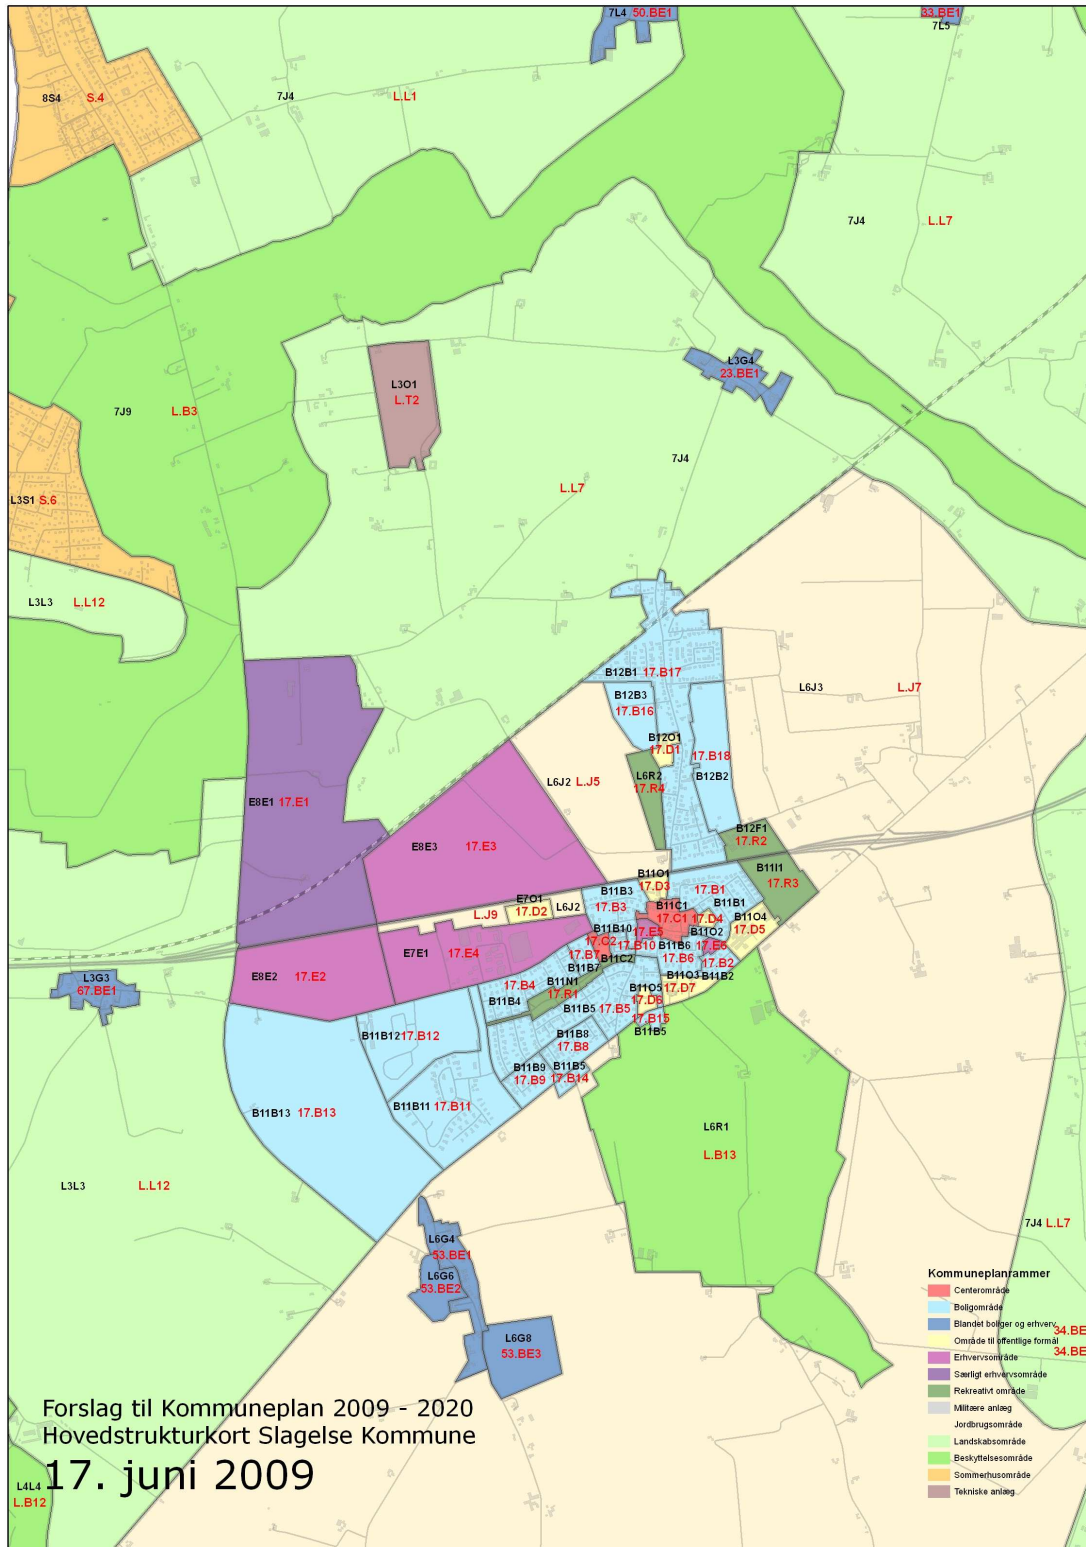 7L4 50.BE1
33.BE1
7L5
8S4 S.4
7J4 L.L1
7J4 L.L7
L3G4
23.BE1
L3O1
L.T2
7J9 L.B3
7J4
L.L7
L3S1 S.6
L3L3 L.L12
B12B1 17.B17
B12B3
17.B16
L6J3 L.J7
B12O1
17.D1
17.B18
B12B2
L6R2
17.R4
L6J2 L.J5
E8E1 17.E1
E8E3 17.E3
B12F1
17.R2
B11I1
17.R3
B11O1
17.D3
B11B3
17.B3
17.B1
B11B1
E7O1
17.D2
L6J2
L.J9
B11C1
17.C1
17.D4
B11O4
17.D5
B11B10
17.C2
17.E5
17.B10
B11O2
17.E6
B11B6
17.B6
17.B2
B11B2
17.B7
B11C2
B11B7
E7E1 17.E4
E8E2 17.E2
L3G3
67.BE1
B11N1
17.R1
17.B4
B11B4
B11B5 17.B5
B11O3
17.D7
B11O5
17.D6
17.B15
B11B5
B11B8
17.B8
B11B9
17.B9
B11B5
17.B14
B11B12 17.B12
B11B13 17.B13
B11B11 17.B11
L6R1
L.B13
L3L3 L.L12
7J4 L.L7
L6G4
53.BE1
L6G6
53.BE2
L6G8
53.BE3
34.BE
34.BE
Kommuneplanrammer
Centerområde
Boligområde
Blandet boliger og erhverv
Område til offentlige formål
Erhvervsområde
Særligt erhvervsområde
Rekreativt område
Militære anlæg
Jordbrugsområde
Landskabsområde
Beskyttelsesområde
Sommerhusområde
Tekniske anlæg
Forslag til Kommuneplan 2009 - 2020
Hovedstrukturkort Slagelse Kommune
17. juni 2009
L4L4
L.B12